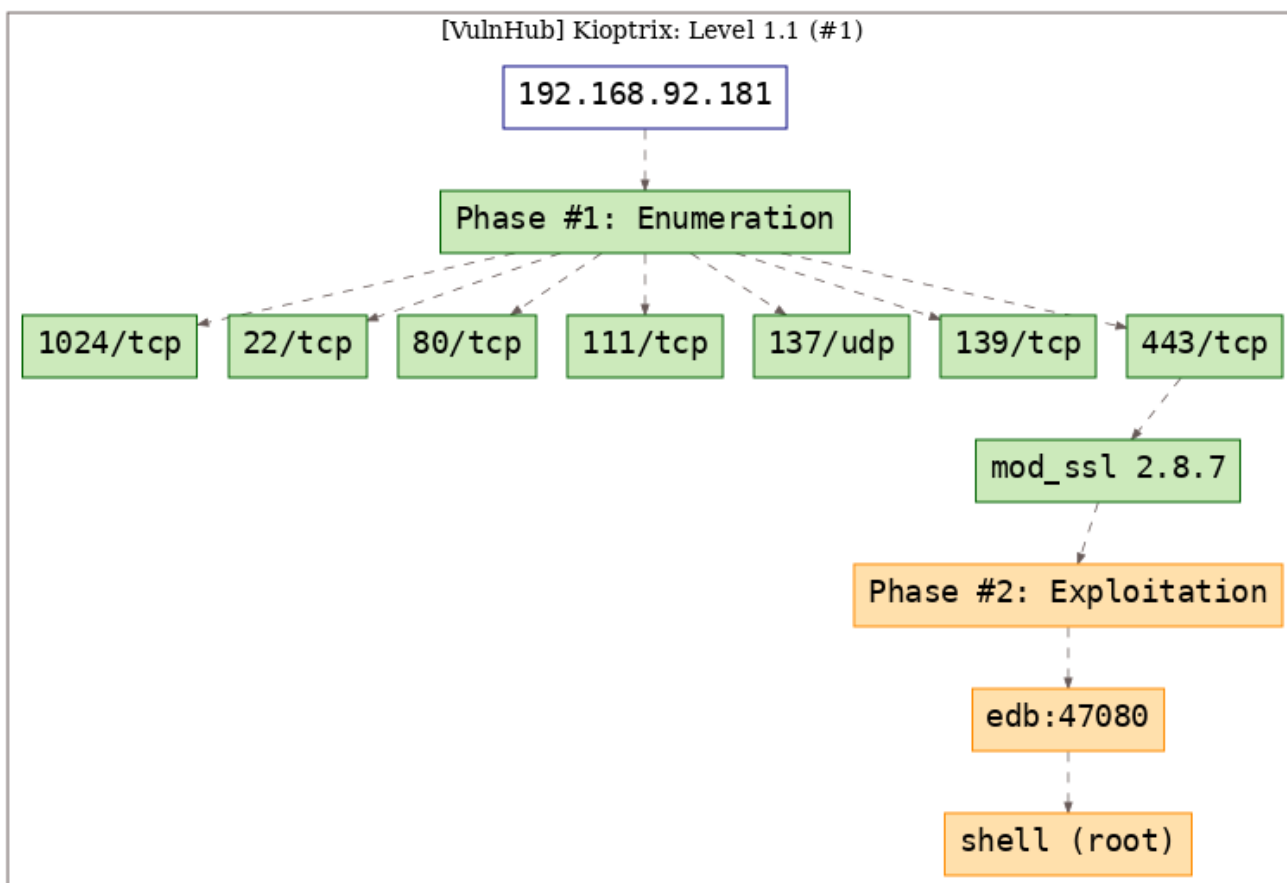 [VulnHub] Kioptrix: Level 1.1 (#1)
192.168.92.181
Phase #1: Enumeration
1024/tcp
22/tcp
80/tcp
111/tcp
137/udp
139/tcp
443/tcp
mod_ssl 2.8.7
Phase #2: Exploitation
edb:47080
shell (root)